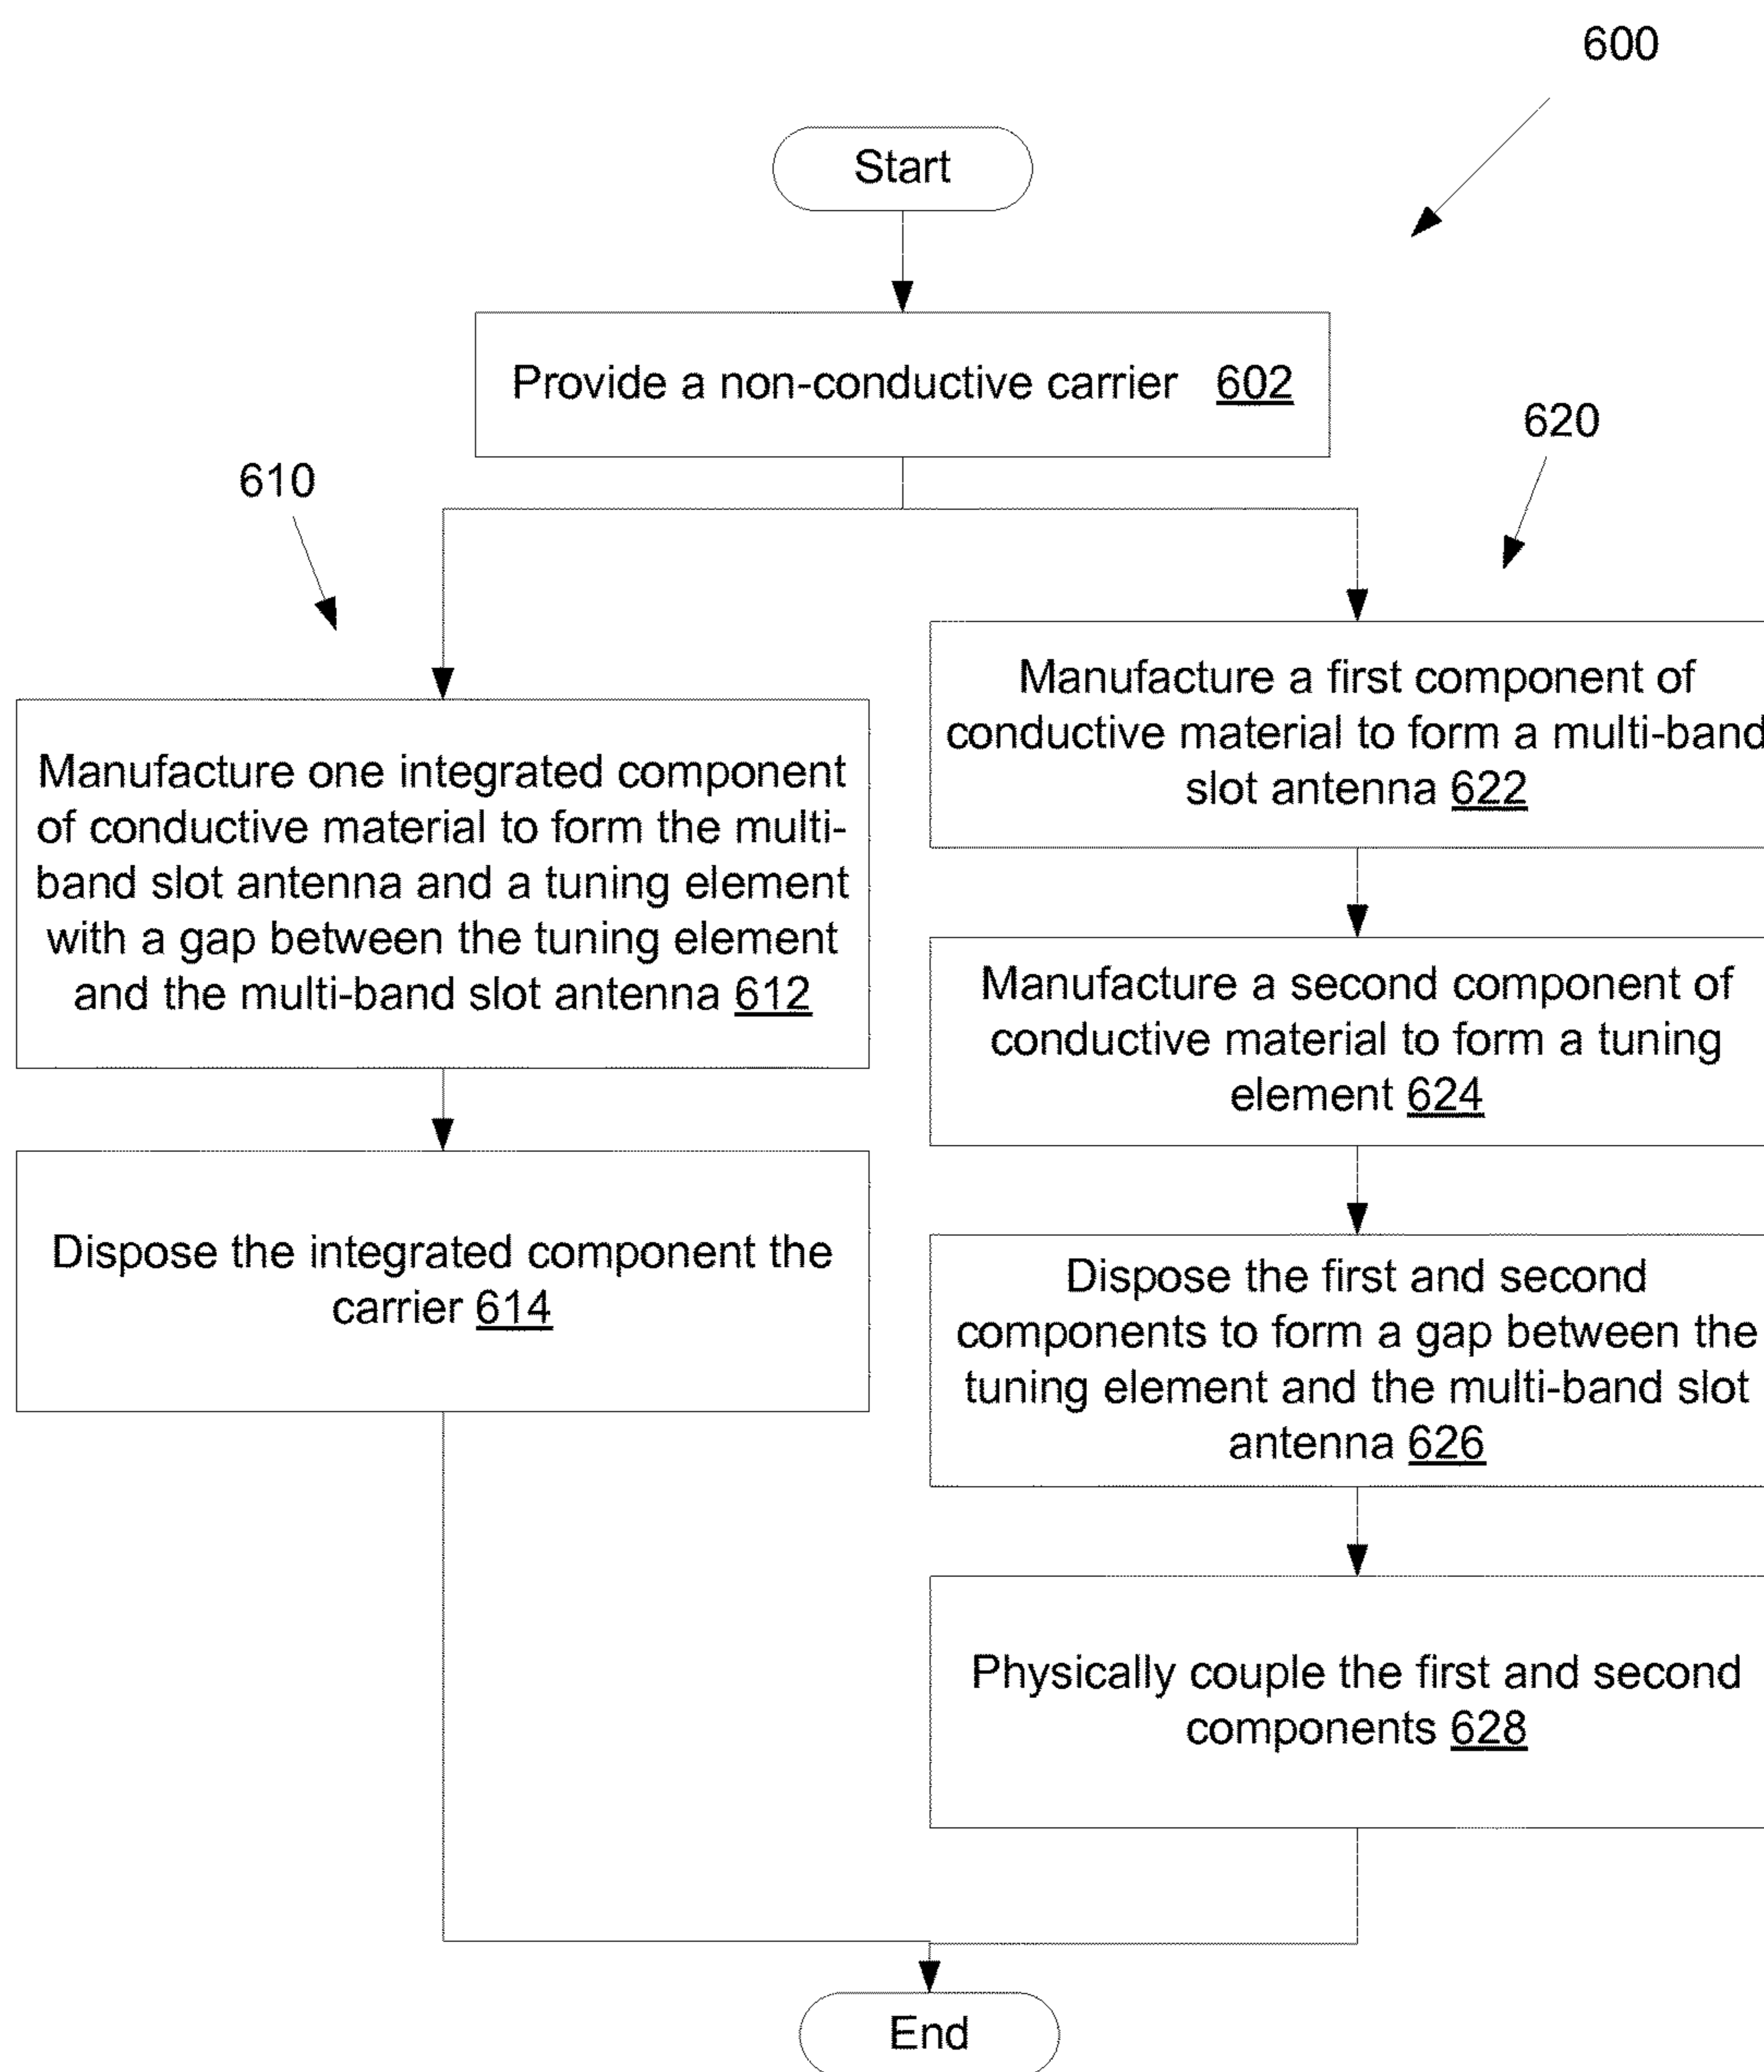 600
Start
Provide a non-conductive carrier 602
610
620
Manufacture one integrated component
of conductive material to form the multi-
band slot antenna and a tuning element
with a gap between the tuning element
and the multi-band slot antenna 612
Dispose the integrated component the
carrier 614
Manufacture a first component of
conductive material to form a multi-band
slot antenna 622
Manufacture a second component of
conductive material to form a tuning
element 624
Dispose the first and second
components to form a gap between the
tuning element and the multi-band slot
antenna 626
Physically couple the first and second
components 628
End